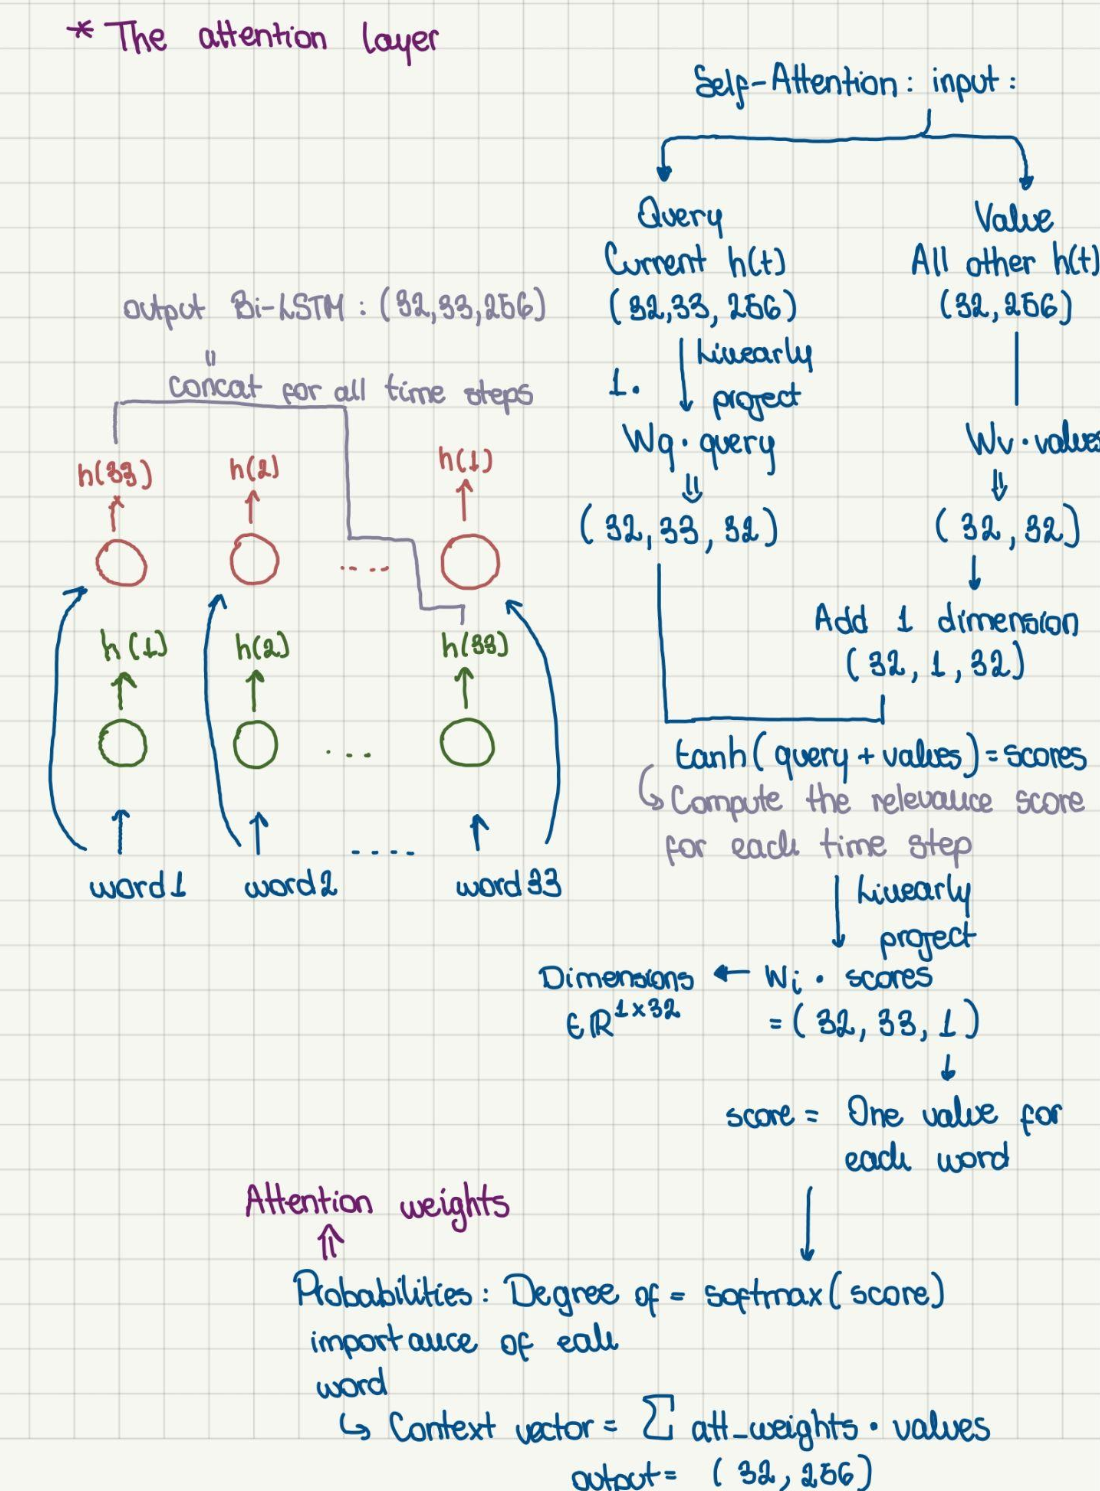 * The attention layer
Self-Attention: input:
Query
Current h(t)
(32,33,256)
Value
All other h(t)
(32,256)
output Bi-LSTM: (32,33,256)
=
concat for all time steps
1. Linearly
project
Wq·query
Wv·values
⇓
⇓
(32,33,32)
(32,32)
h(33) h(2) h(1)
.....
Add 1 dimension
(32,1,32)
h(1) h(2) h(33)
...
tanh(query+values)=scores
Compute the relevance score
for each time step
word1 word2 .... word33
Linearly
project
Dimensions ← Wi · scores
∈ℝ^1×32 =(32,33,1)
score = One value for
each word
Attention weights
⇑
Probabilities: Degree of = softmax(score)
importance of each
word
↳ Context vector = ∑ att_weights·values
output= (32,256)